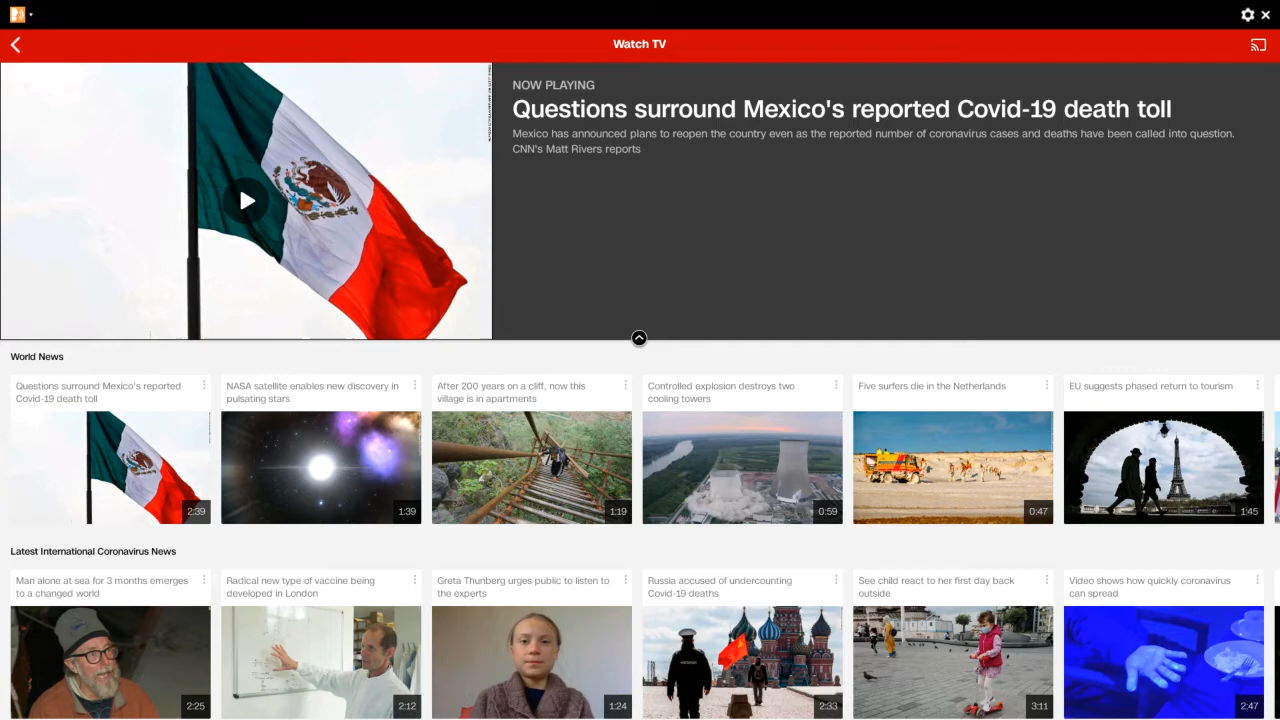 Watch TV
NOW PLAYING
Questions surround Mexico's reported Covid-19 death toll
Mexico has announced plans to reopen the country even as the reported number of coronavirus cases and deaths have been called into question.
CNN's Matt Rivers reports
World News
Questions surround Mexico's reported
Covid-19 death toll
2:39
NASA satellite enables new discovery in
pulsating stars
1:39
After 200 years on a cliff, now this
village is in apartments
1:19
Controlled explosion destroys two
cooling towers
0:59
Five surfers die in the Netherlands
0:47
EU suggests phased return to tourism
1:45
Latest International Coronavirus News
Man alone at sea for 3 months emerges
to a changed world
2:25
Radical new type of vaccine being
developed in London
2:12
Greta Thunberg urges public to listen to
the experts
1:24
Russia accused of undercounting
Covid-19 deaths
2:33
See child react to her first day back
outside
3:11
Video shows how quickly coronavirus
can spread
2:47